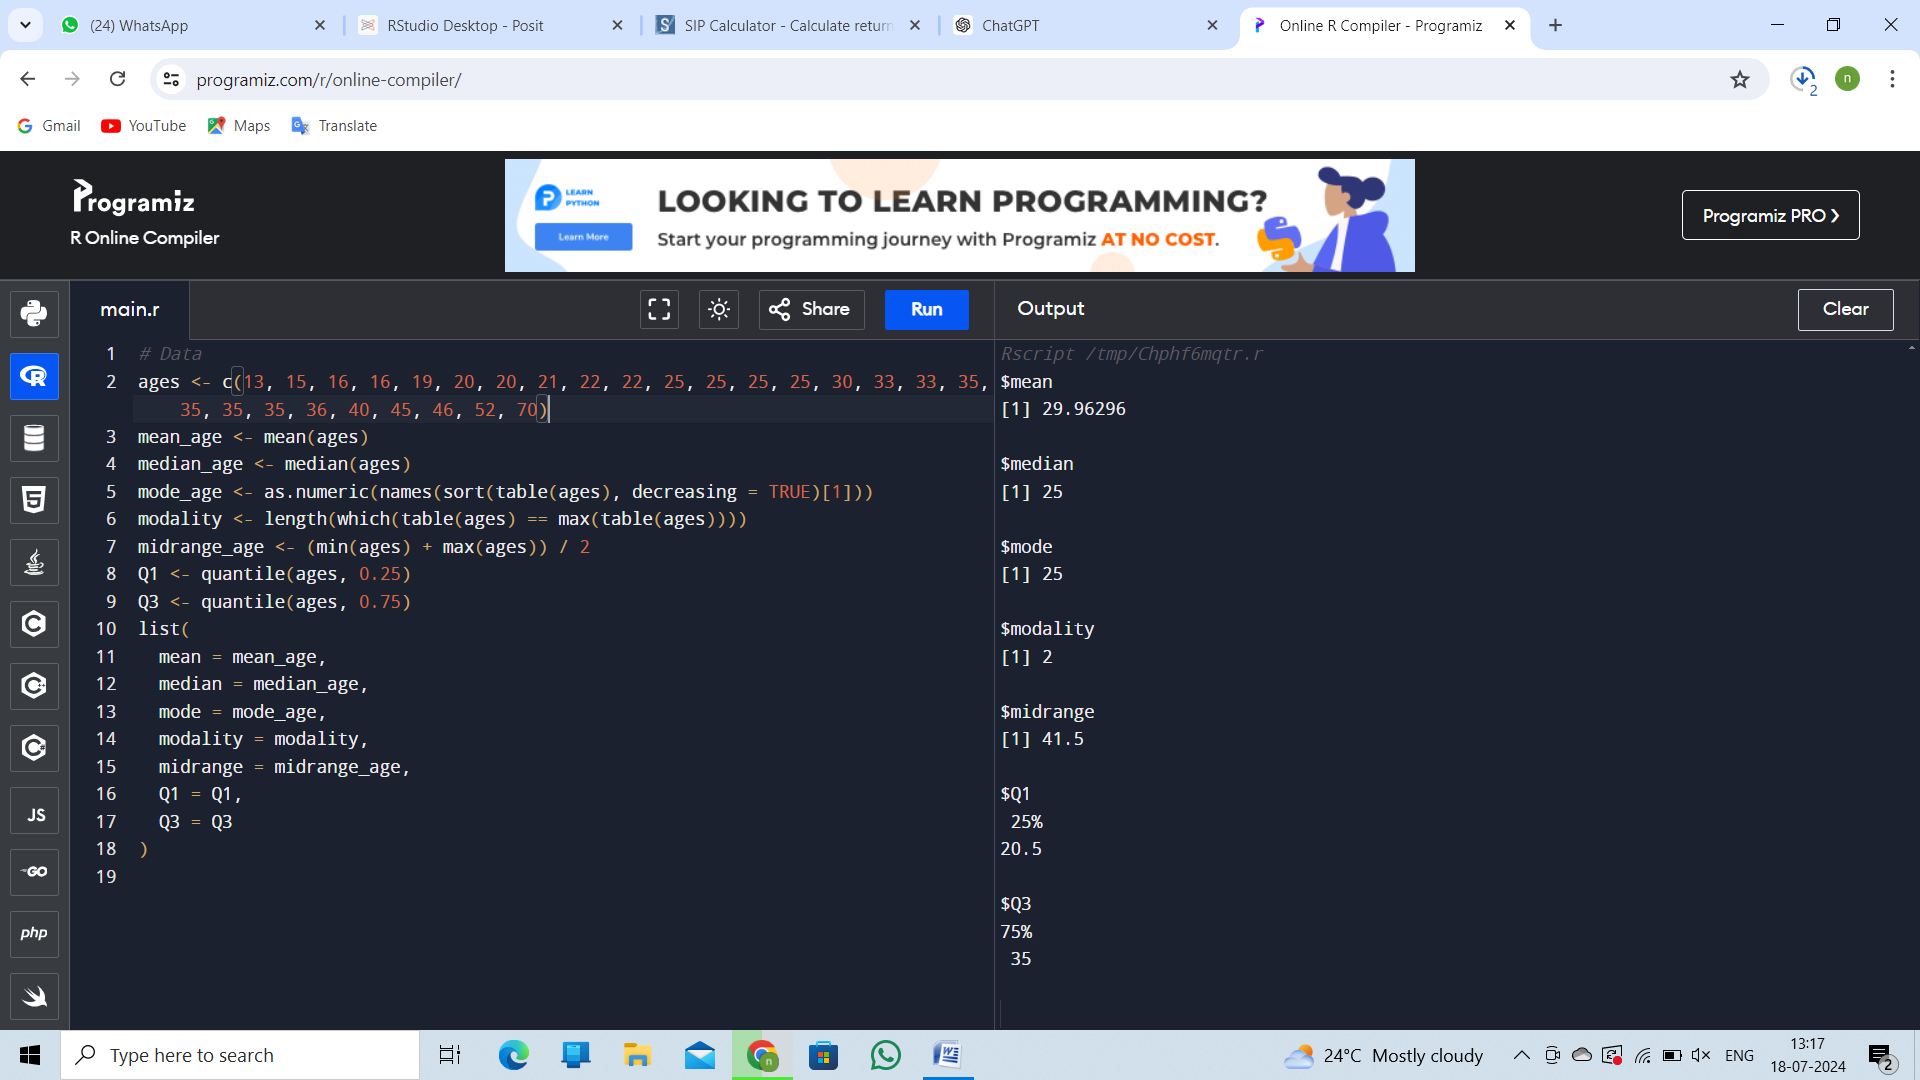 (24) WhatsApp
RStudio Desktop - Posit
SIP Calculator - Calculate return
ChatGPT
Online R Compiler - Programiz
programiz.com/r/online-compiler/
2
n
Gmail
YouTube
Maps
Translate
Programiz
R Online Compiler
LEARN
PYTHON
Learn More
LOOKING TO LEARN PROGRAMMING?
Start your programming journey with Programiz AT NO COST.
Programiz PRO
main.r
Share
Run
Output
Clear
1 # Data
2 ages <- c(13, 15, 16, 16, 19, 20, 20, 21, 22, 22, 25, 25, 25, 25, 30, 33, 33, 35,
35, 35, 35, 36, 40, 45, 46, 52, 70)
3 mean_age <- mean(ages)
4 median_age <- median(ages)
5 mode_age <- as.numeric(names(sort(table(ages), decreasing = TRUE)[1]))
6 modality <- length(which(table(ages) == max(table(ages))))
7 midrange_age <- (min(ages) + max(ages)) / 2
8 Q1 <- quantile(ages, 0.25)
9 Q3 <- quantile(ages, 0.75)
10 list(
11 mean = mean_age,
12 median = median_age,
13 mode = mode_age,
14 modality = modality,
15 midrange = midrange_age,
16 Q1 = Q1,
17 Q3 = Q3
18 )
19
Rscript /tmp/Chphf6mqtr.r
$mean
[1] 29.96296
$median
[1] 25
$mode
[1] 25
$modality
[1] 2
$midrange
[1] 41.5
$Q1
25%
20.5
$Q3
75%
35
JS
GO
php
Type here to search
24°C Mostly cloudy
ENG
13:17
18-07-2024
2